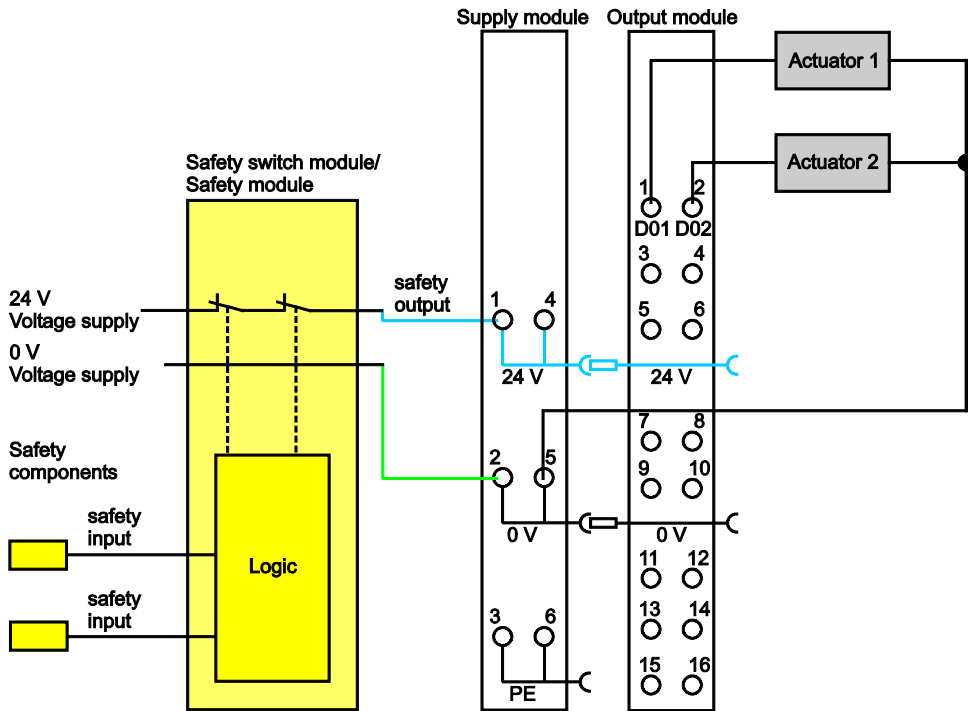 Supply module
Output module
Actuator 1
Actuator 2
Safety switch module/
Safety module
1
2
D01
D02
3
4
safety
output
24 V
Voltage supply
1
4
5
6
0 V
Voltage supply
24 V
24 V
7
8
Safety
components
2
5
9
10
safety
input
0 V
0 V
Logic
11
12
safety
input
3
6
13
14
15
16
PE